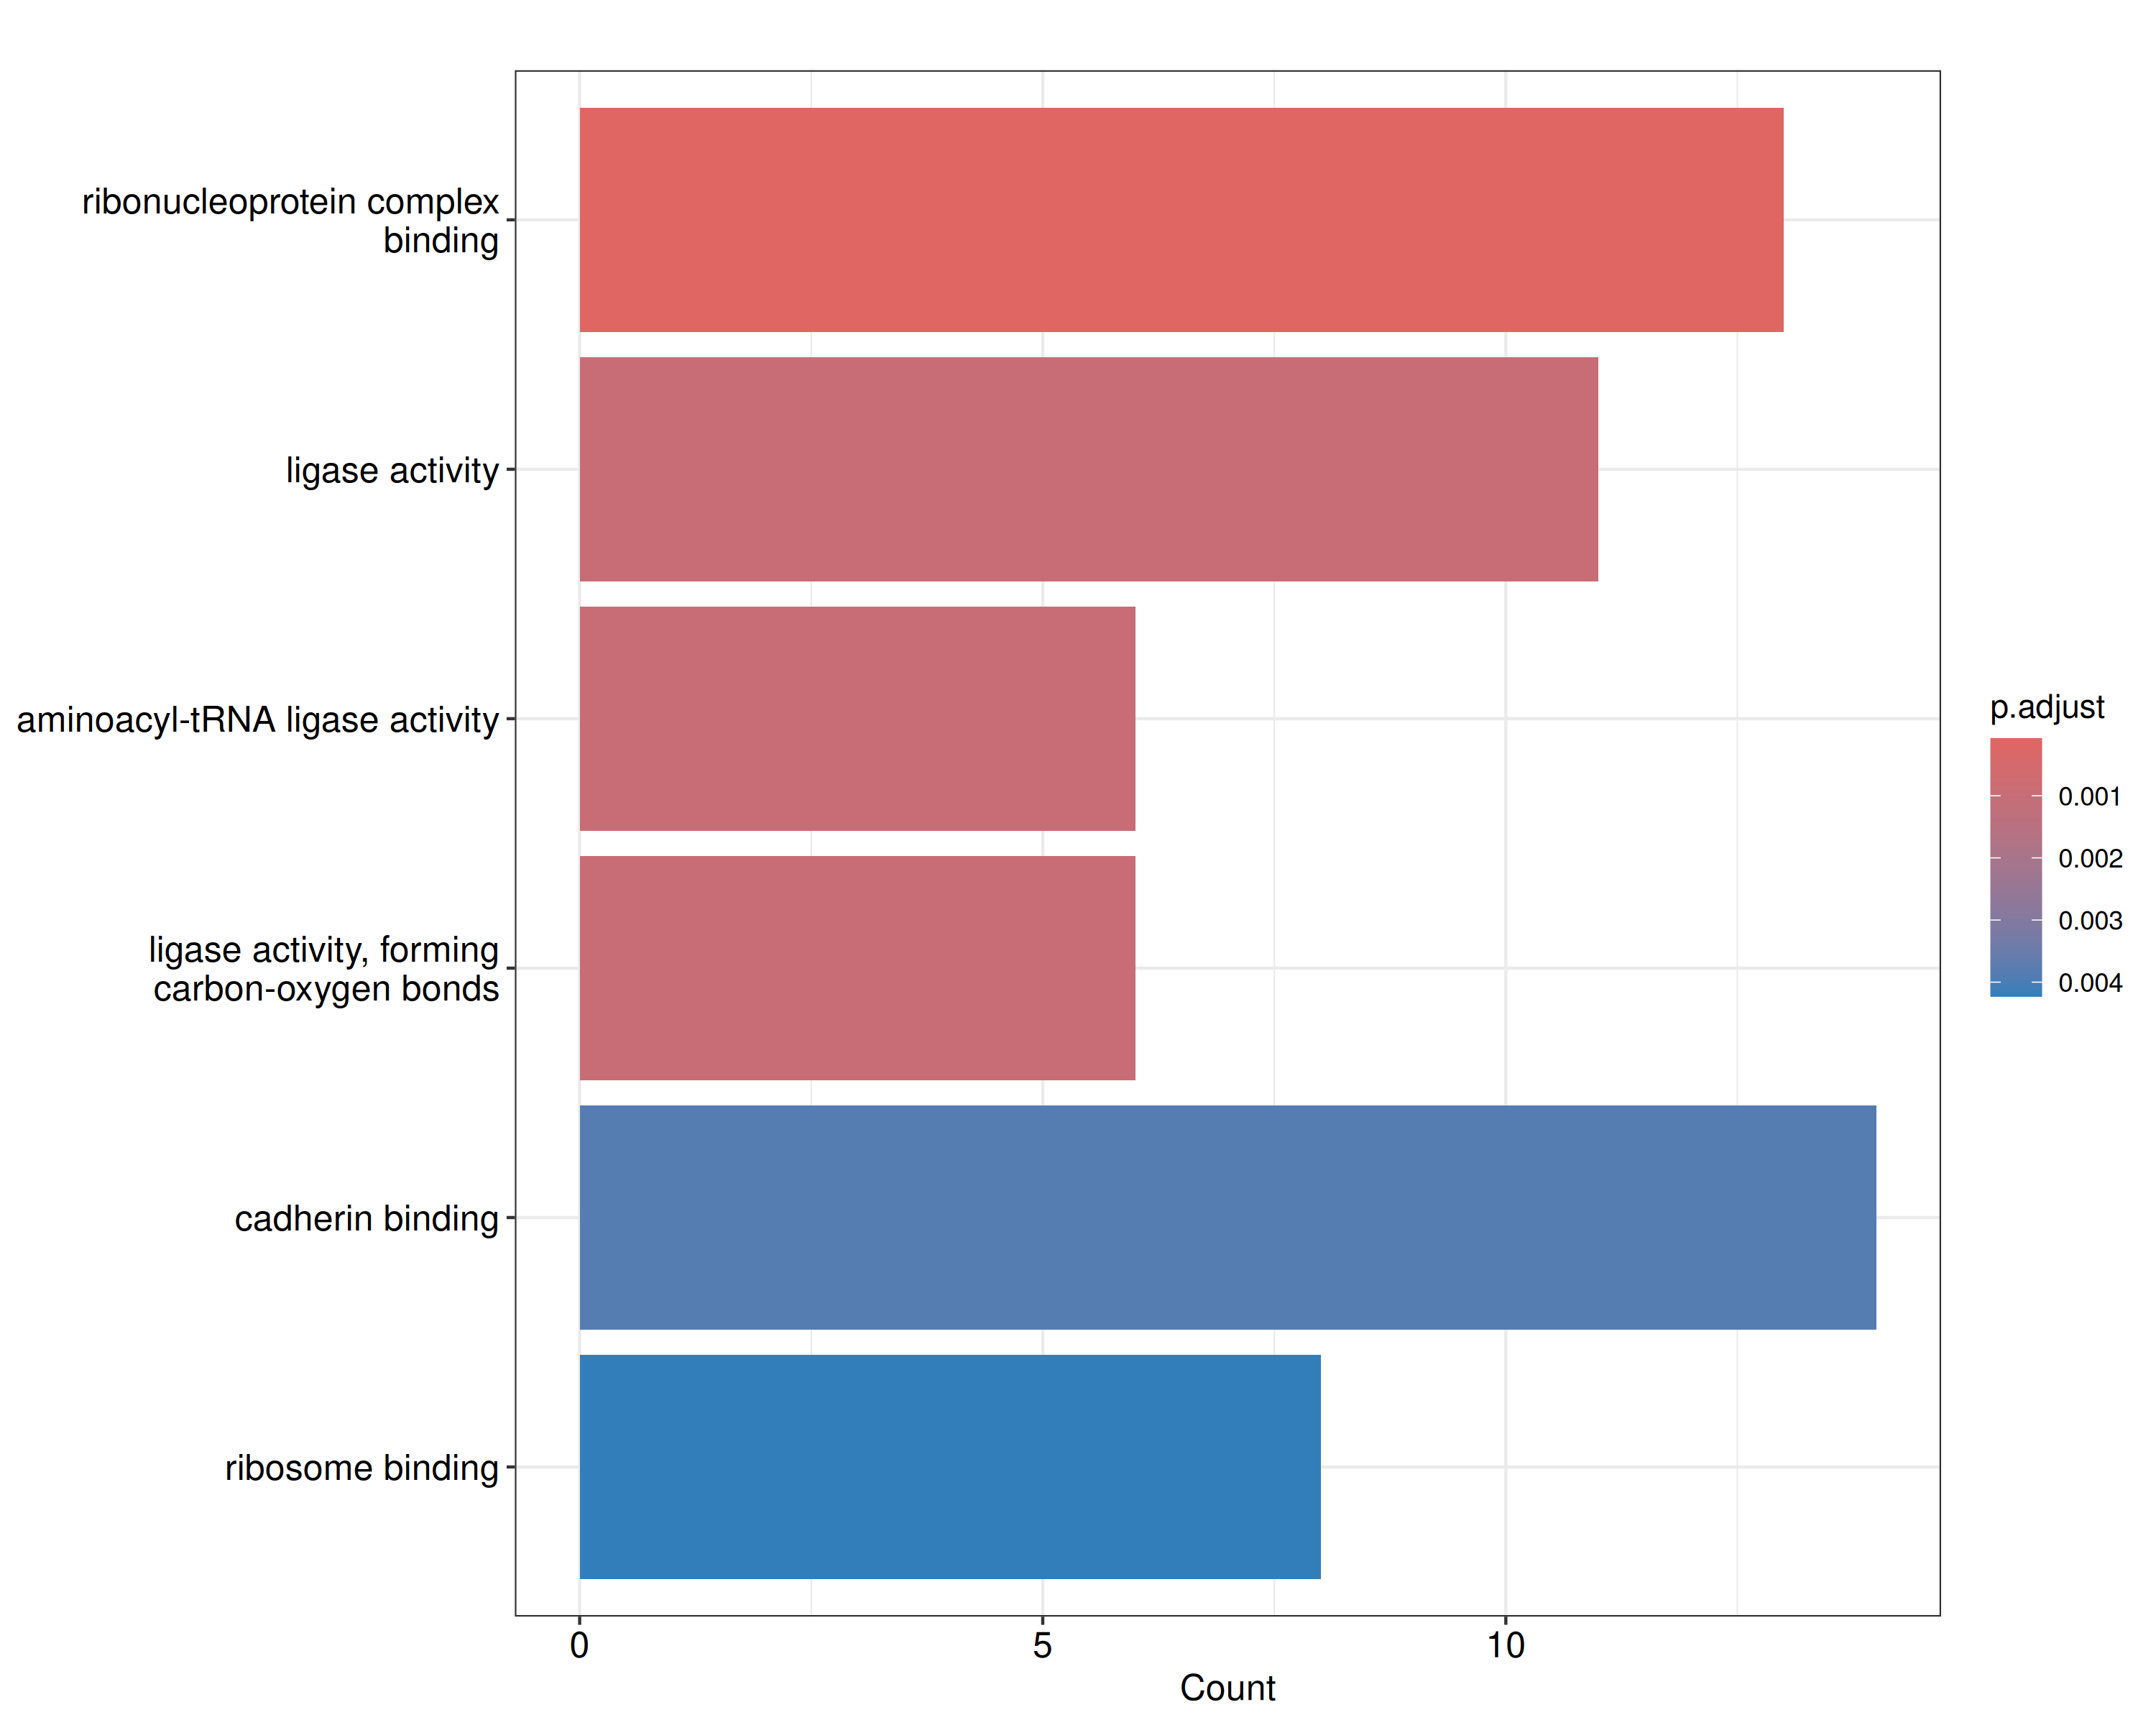 ribonucleoprotein complex
binding
ligase activity
aminoacyl-tRNA ligase activity
ligase activity, forming
carbon-oxygen bonds
cadherin binding
ribosome binding
0
5
10
Count
p.adjust
0.001
0.002
0.003
0.004